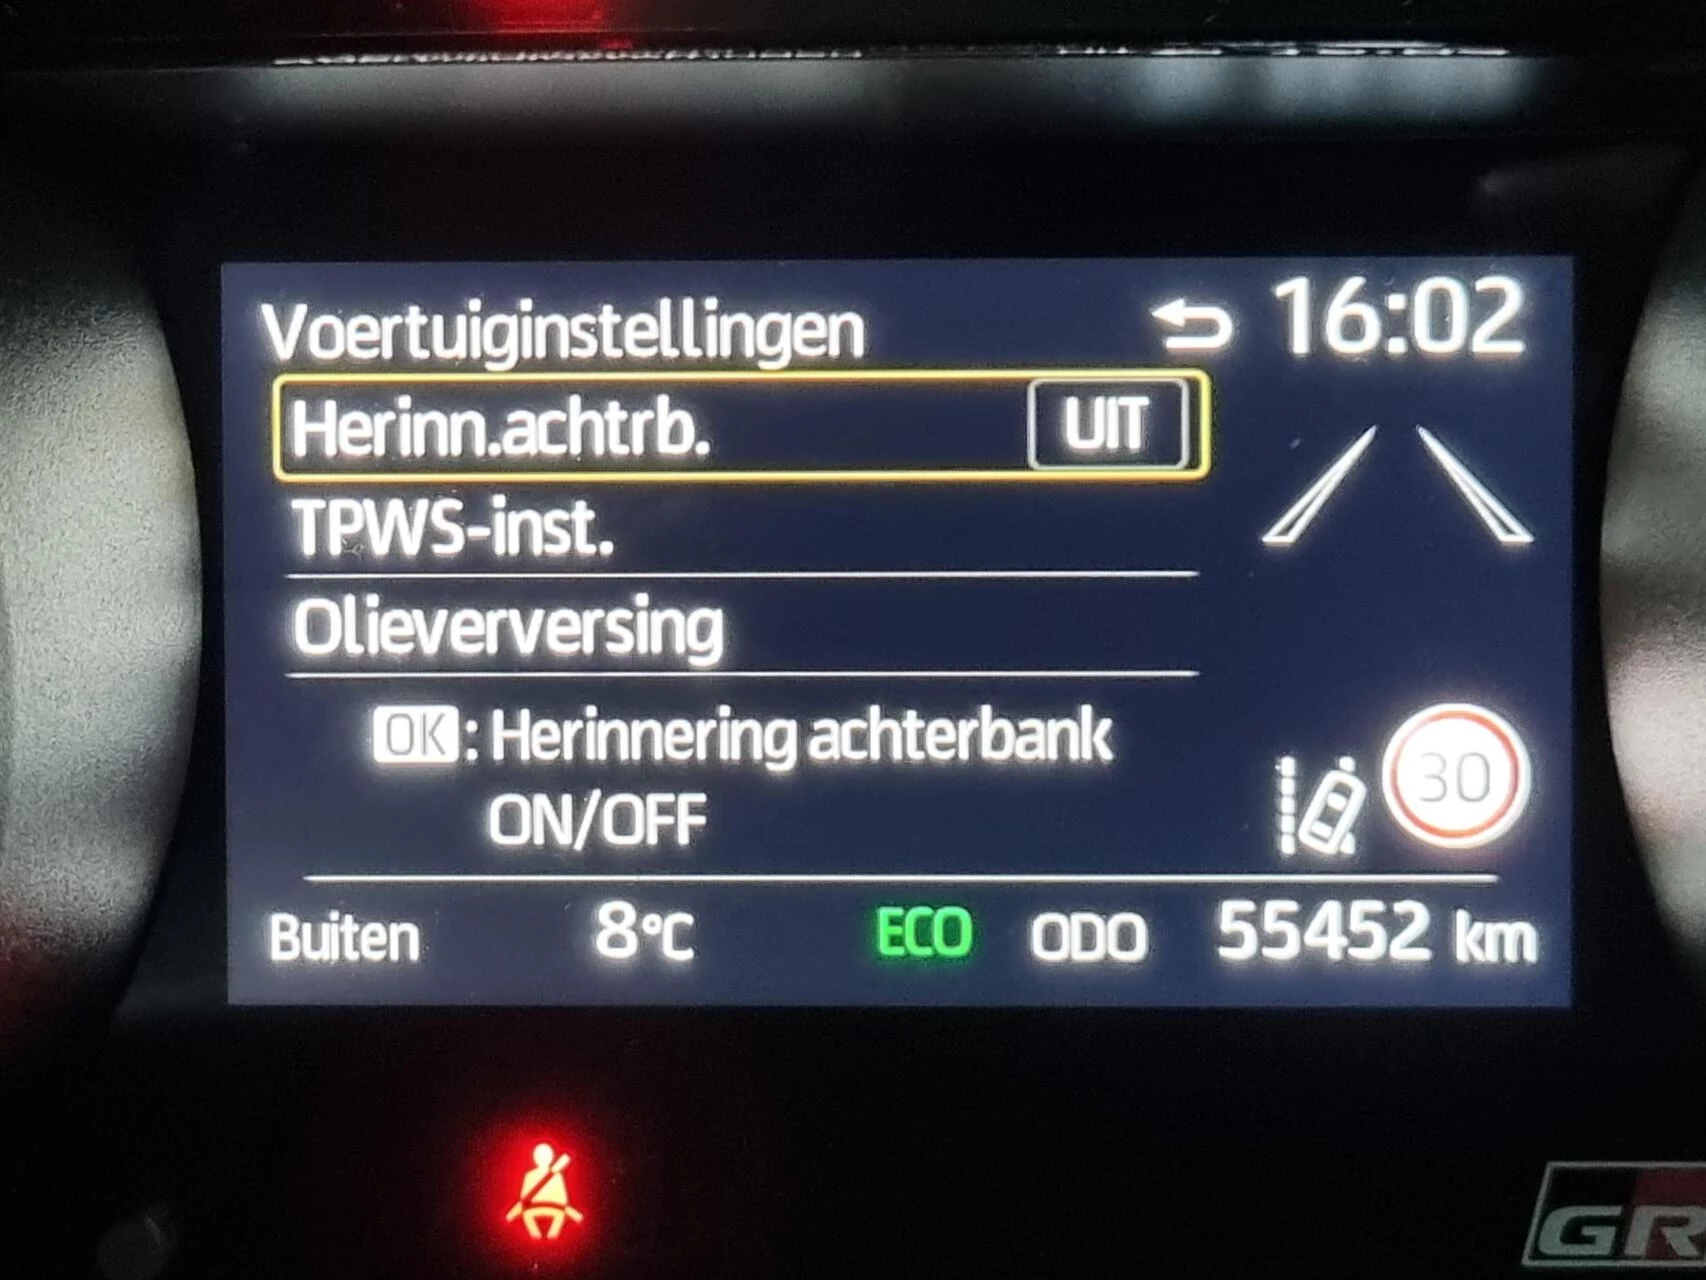 Voertuiginstellingen 16:02
Herinn.achtrb. UIT
TPWS-inst.
Olieverversing
OK: Herinnering achterbank
ON/OFF
30
Buiten 8°C ECO ODO 55452 km
GR